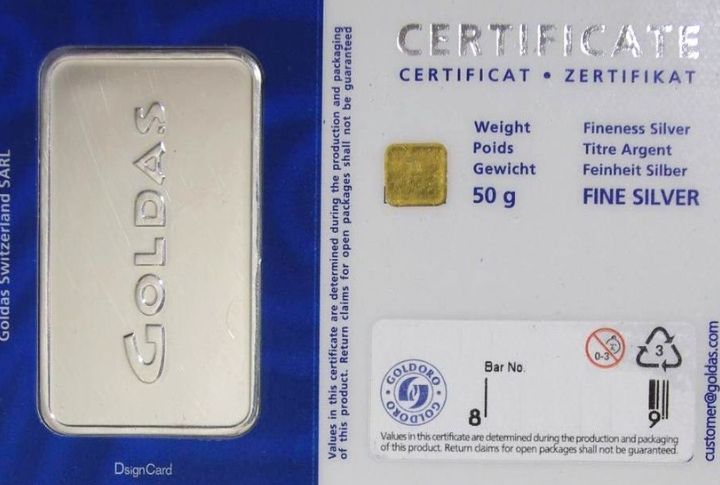 Goldas Switzerland SARL
GOLDAS
DsignCard
Values in this certificate are determined during the production and packaging
of this product. Return claims for open packages shall not be guaranteed
CERTIFICATE
CERTIFICAT • ZERTIFIKAT
Weight
Poids
Gewicht
50 g
Fineness Silver
Titre Argent
Feinheit Silber
FINE SILVER
GOLDORO GOLDORO
Bar No.
8
0-3
3
9
Values in this certificate are determined during the production and packaging
of this product. Return claims for open packages shall not be guaranteed.
customer@goldas.com